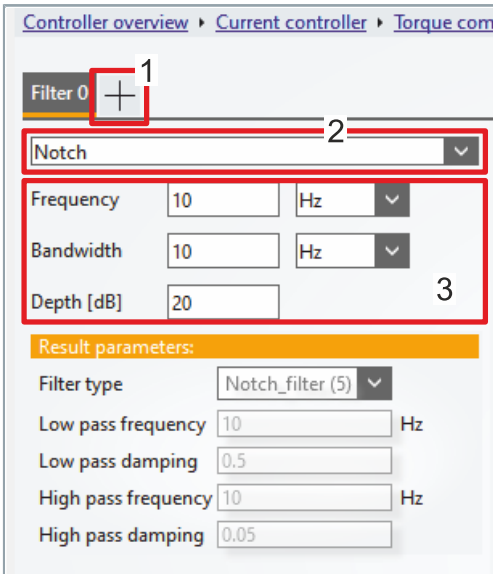 Controller overview ▸ Current controller ▸ Torque com
1
Filter 0 +
2
Notch
Frequency 10 Hz
Bandwidth 10 Hz
3
Depth [dB] 20
Result parameters:
Filter type Notch_filter (5)
Low pass frequency 10 Hz
Low pass damping 0.5
High pass frequency 10 Hz
High pass damping 0.05